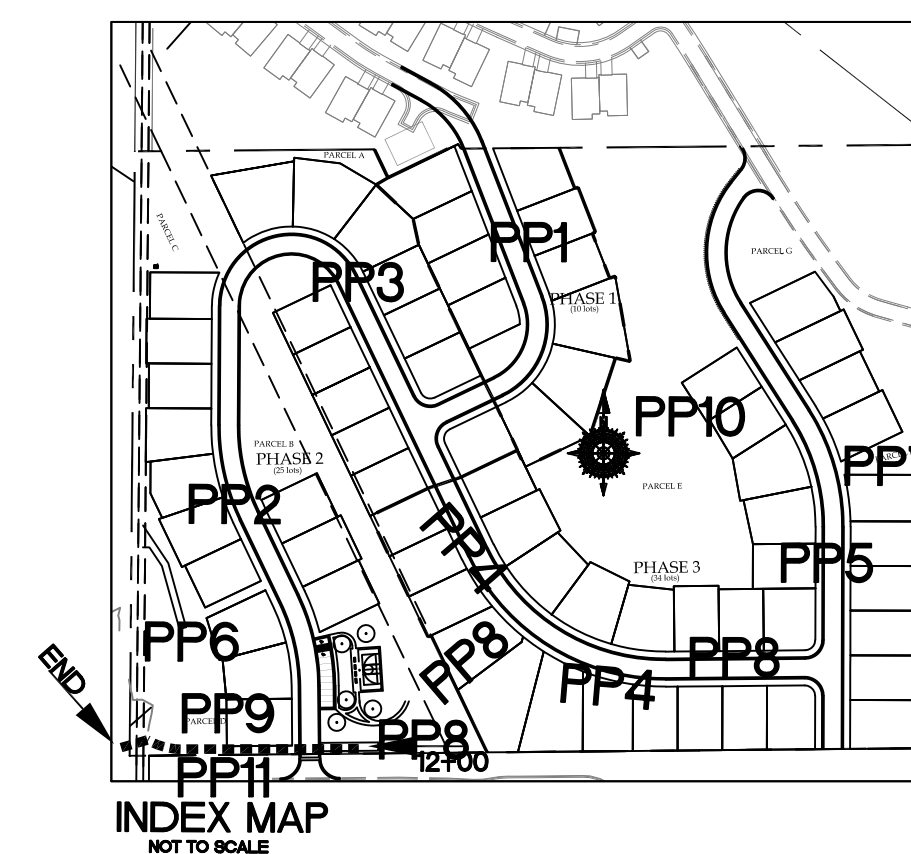 PARCEL A
PARCEL C
PP1
PARCEL G
PP3
PHASE 1
(10 lots)
PP10
PARCEL B
PHASE 2
(25 lots)
PARCEL E
PP2
PP4
PHASE 3
(34 lots)
PP5
PP6
PP8
PP8
PP4
END
PP9
PARCEL D
PP8
12+00
PP11
INDEX MAP
NOT TO SCALE